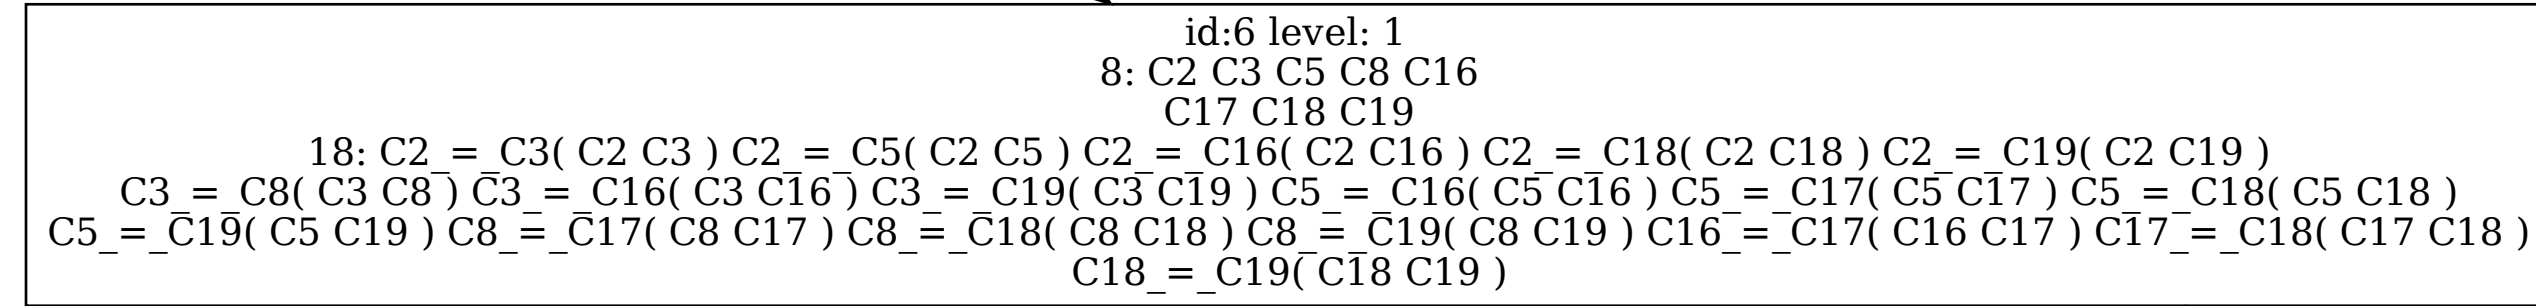 id:6 level: 1
8: C2 C3 C5 C8 C16
C17 C18 C19
18: C2_=_C3( C2 C3 ) C2_=_C5( C2 C5 ) C2_=_C16( C2 C16 ) C2_=_C18( C2 C18 ) C2_=_C19( C2 C19 )
C3_=_C8( C3 C8 ) C3_=_C16( C3 C16 ) C3_=_C19( C3 C19 ) C5_=_C16( C5 C16 ) C5_=_C17( C5 C17 ) C5_=_C18( C5 C18 )
C5_=_C19( C5 C19 ) C8_=_C17( C8 C17 ) C8_=_C18( C8 C18 ) C8_=_C19( C8 C19 ) C16_=_C17( C16 C17 ) C17_=_C18( C17 C18 )
C18_=_C19( C18 C19 )